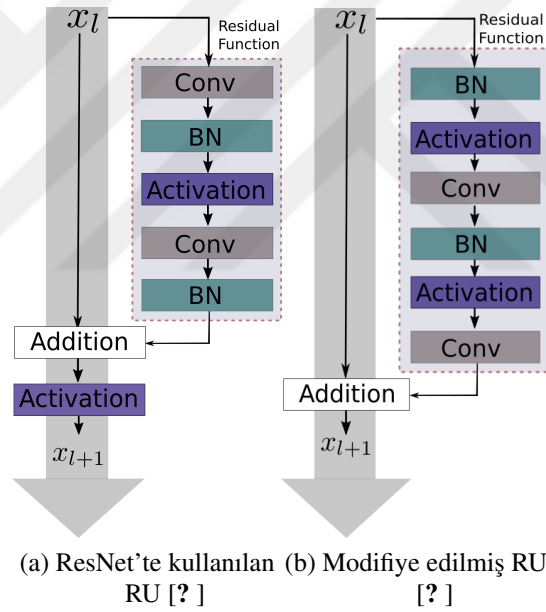 x_l
Residual
Function
Conv
BN
Activation
Conv
BN
Addition
Activation
x_{l+1}
(a) ResNet'te kullanılan
RU [? ]
x_l
Residual
Function
BN
Activation
Conv
BN
Activation
Conv
Addition
x_{l+1}
(b) Modifiye edilmiş RU
[? ]